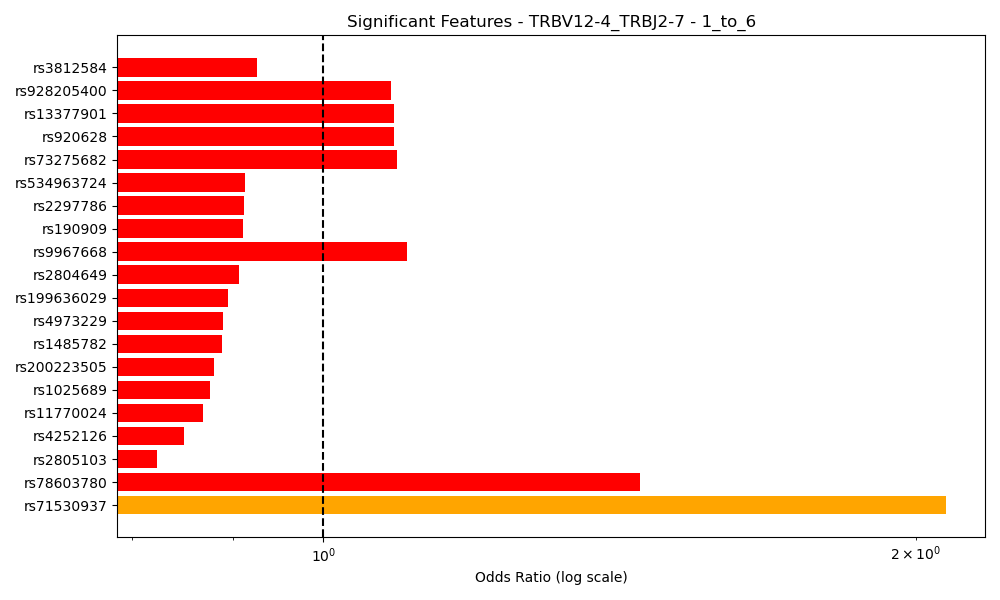 Significant Features - TRBV12-4_TRBJ2-7 - 1_to_6
rs3812584
rs928205400
rs13377901
rs920628
rs73275682
rs534963724
rs2297786
rs190909
rs9967668
rs2804649
rs199636029
rs4973229
rs1485782
rs200223505
rs1025689
rs11770024
rs4252126
rs2805103
rs78603780
rs71530937
10⁰ 2 × 10⁰
Odds Ratio (log scale)